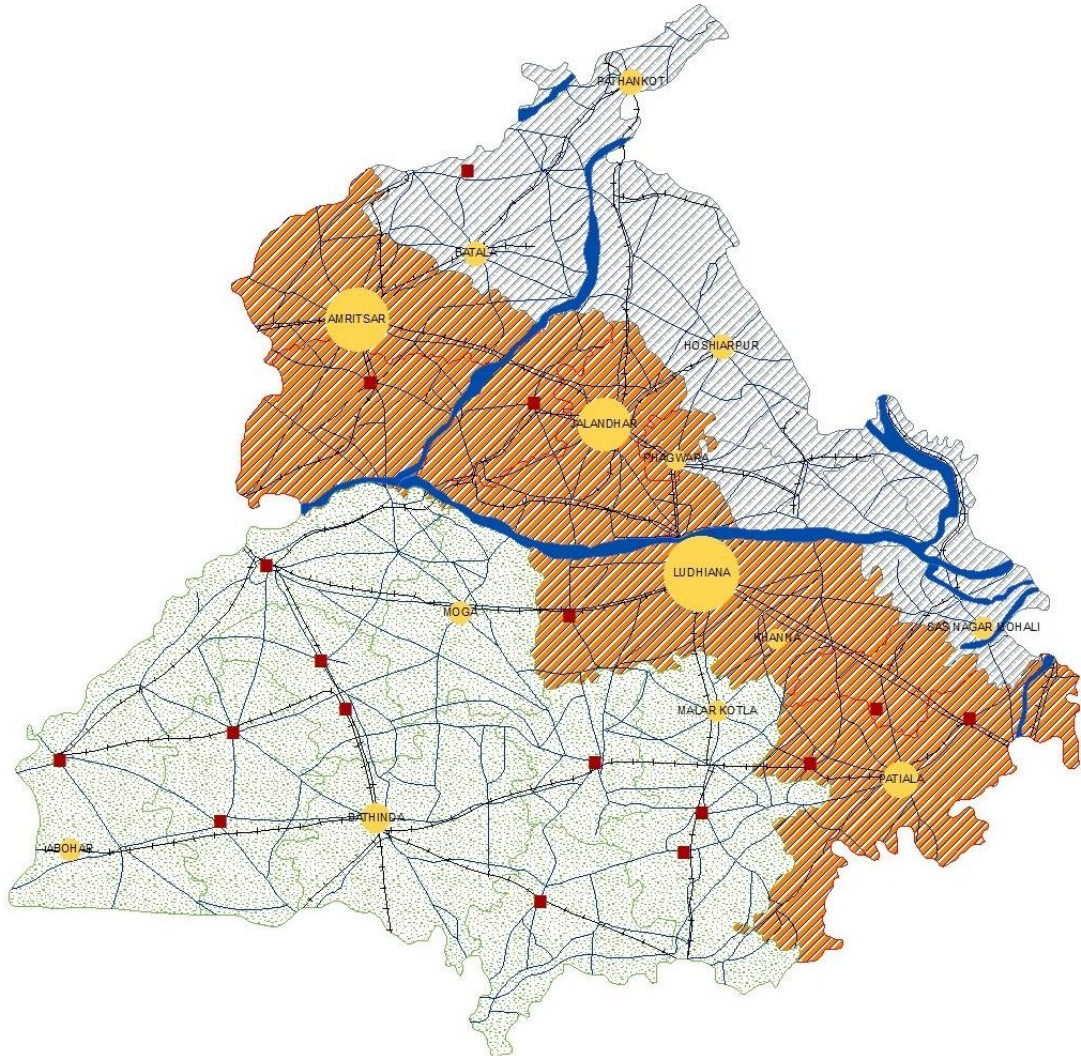 PATHANKOT
BATALA
AMRITSAR
HOSHIARPUR
JALANDHAR
PHAGWARA
LUDHIANA
MOGA
SAS NAGAR MOHALI
KHANNA
MALAR KOTLA
PATIALA
BATHINDA
ABOHAR